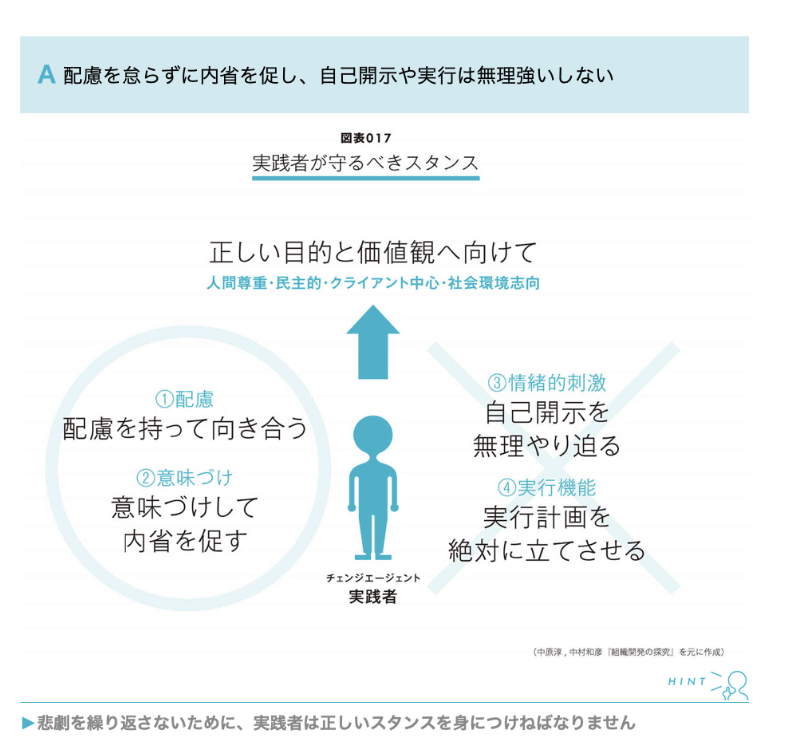 A 配慮を怠らずに内省を促し、自己開示や実行は無理強いしない
図表017
実践者が守るべきスタンス
正しい目的と価値観へ向けて
人間尊重・民主的・クライアント中心・社会環境志向
①配慮
配慮を持って向き合う
②意味づけ
意味づけして
内省を促す
③情緒的刺激
自己開示を
無理やり迫る
④実行機能
実行計画を
絶対に立てさせる
チェンジエージェント
実践者
(中原淳 , 中村和彦『組織開発の探究』を元に作成)
HINT
▶悲劇を繰り返さないために、実践者は正しいスタンスを身につけねばなりません